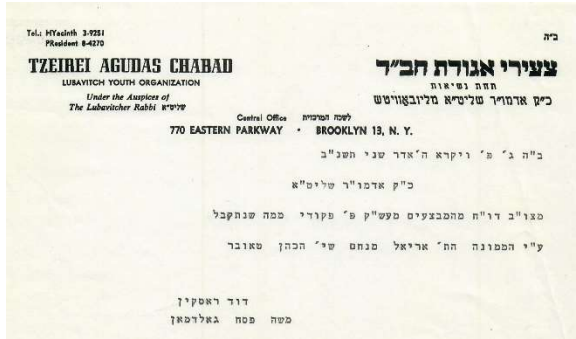 ב"ה
Tel.: HYacinth 3-9251
PResident 8-4270
TZEIREI AGUDAS CHABAD
LUBAVITCH YOUTH ORGANIZATION
Under the Auspices of
The Lubavitcher Rabbi שליט"א
צעירי אגודת חב"ד
תחת נשיאות
כ"ק אדמו"ר שליט"א מליובאוויטש
Central Office לשכה המרכזית
770 EASTERN PARKWAY • BROOKLYN 13, N. Y.
ב"ה ג' פ' ויקרא ה'אדר שני תשנ"ב
כ"ק אדמו"ר שליט"א
מצו"ב דו"ח מהמבצעים מעש"ק פ' פקודי ממה שנתקבל
ע"י הממונה הת' אריאל מנחם שי' הכהן טאובר
דוד ראסקין
משה פסח גאלדמאן